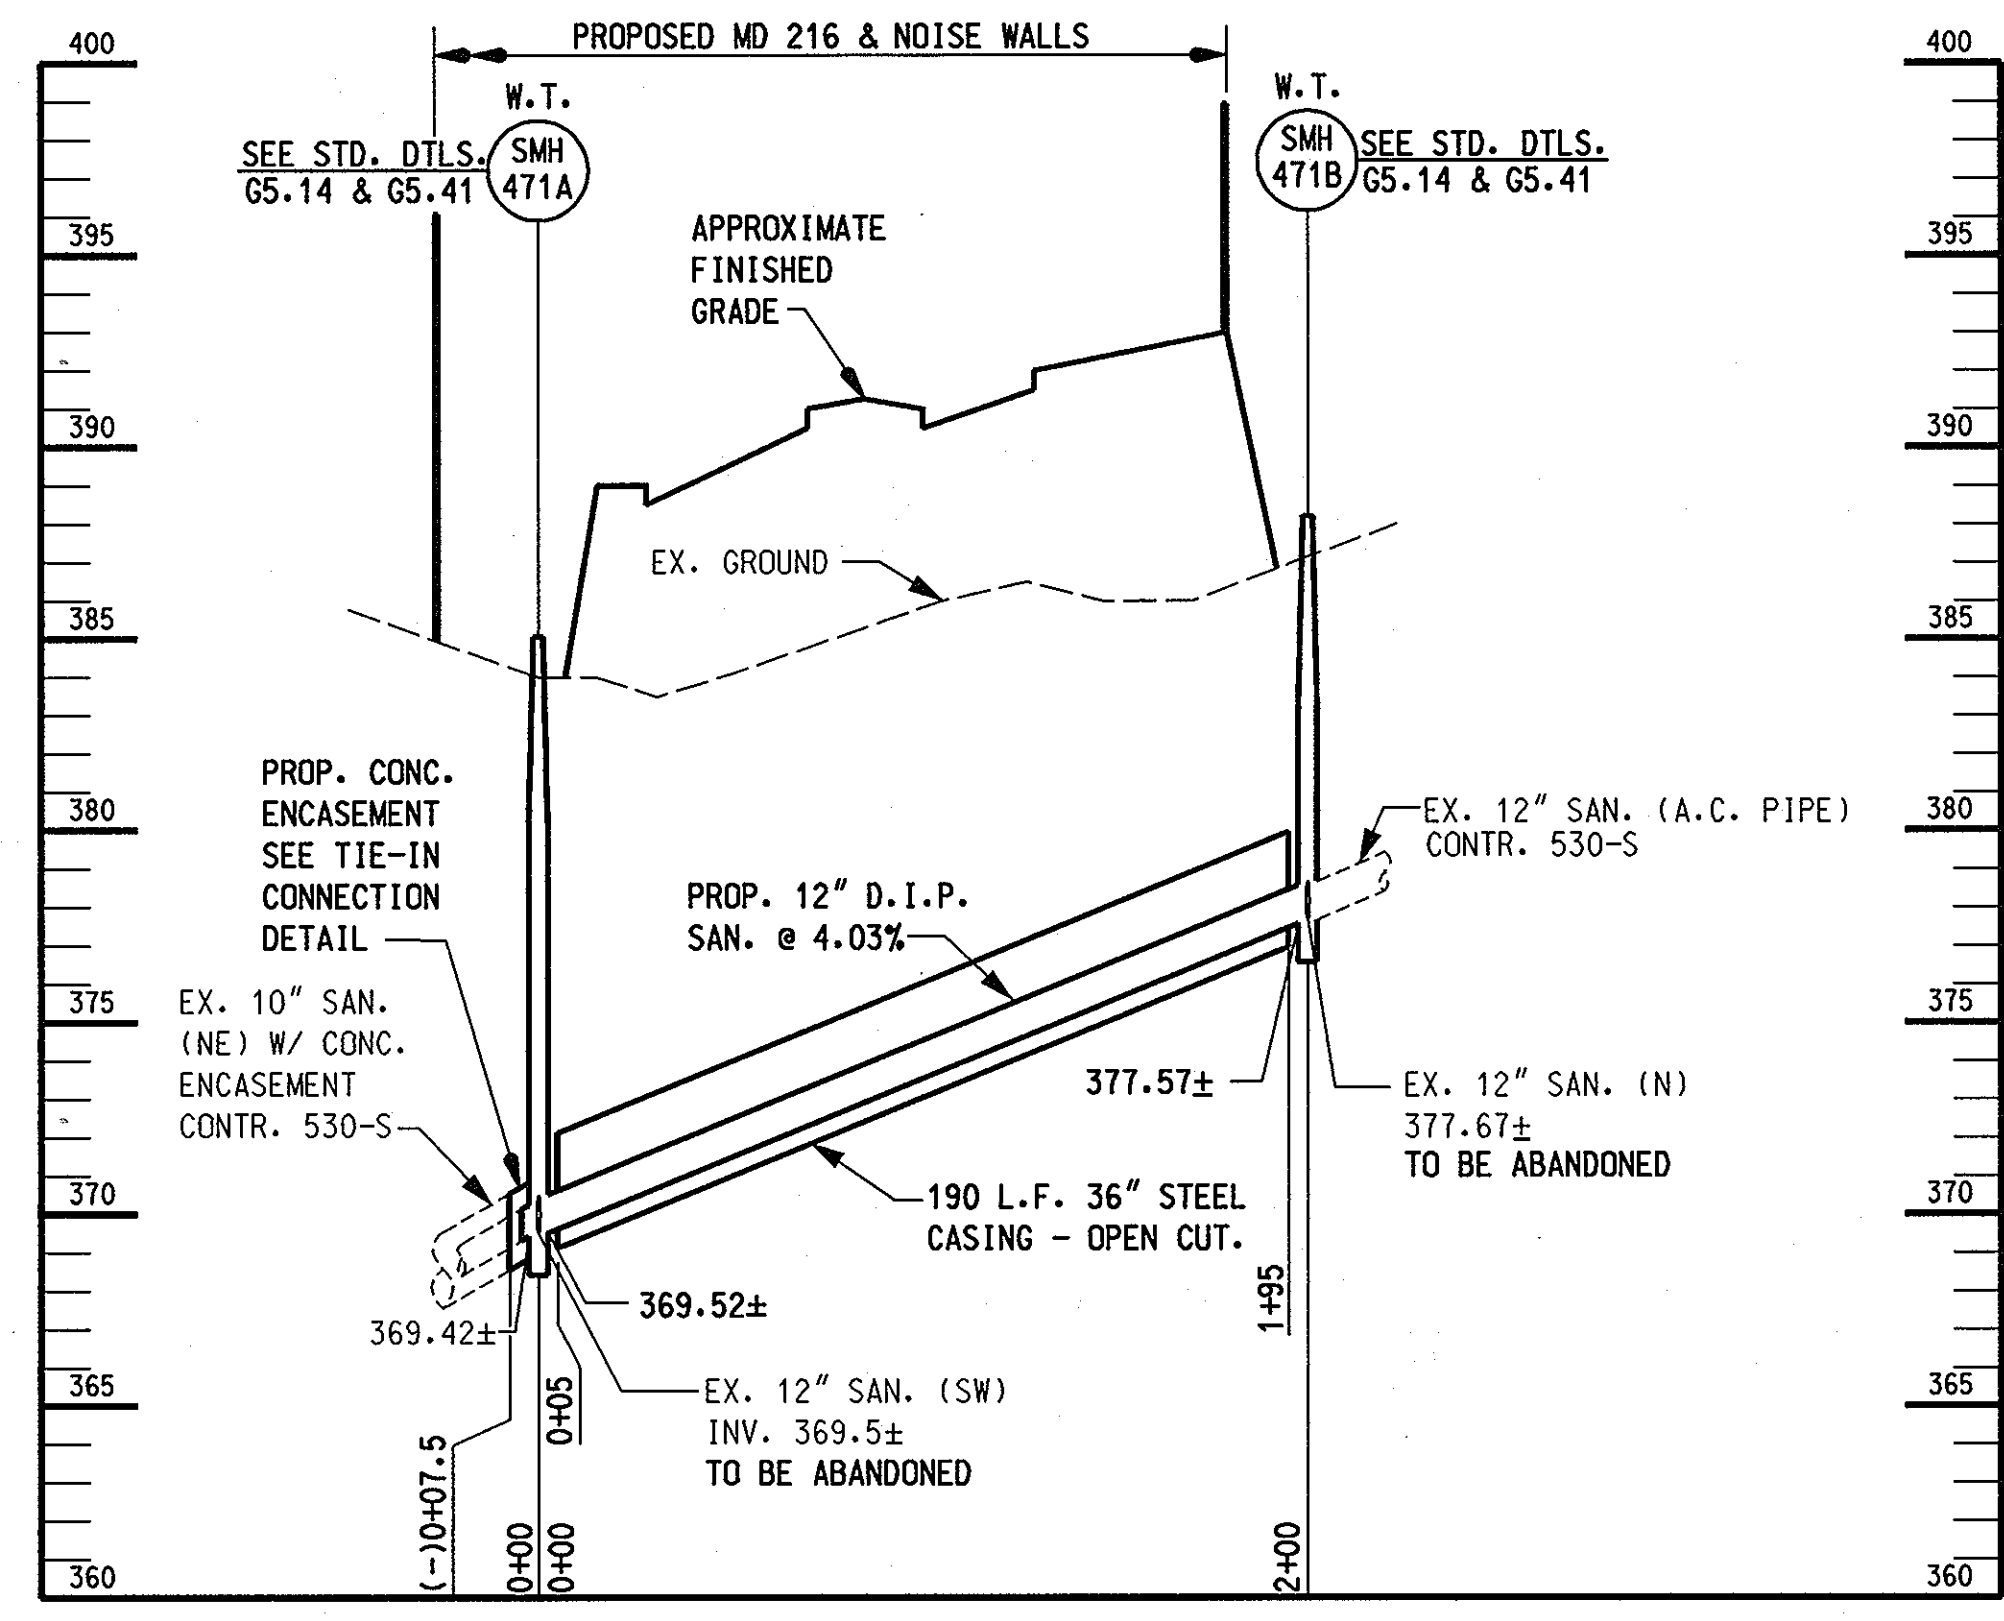 PROPOSED MD 216 & NOISE WALLS
400
400
W.T.
SMH
471A
SEE STD. DTLS.
G5.14 & G5.41
W.T.
SMH
471B
SEE STD. DTLS.
G5.14 & G5.41
395
395
APPROXIMATE
FINISHED
GRADE
390
390
EX. GROUND
385
385
PROP. CONC.
ENCASEMENT
SEE TIE-IN
CONNECTION
DETAIL
380
380
EX. 12" SAN. (A.C. PIPE)
CONTR. 530-S
PROP. 12" D.I.P.
SAN. @ 4.03%
375
375
EX. 10" SAN.
(NE) W/ CONC.
ENCASEMENT
CONTR. 530-S
377.57±
EX. 12" SAN. (N)
377.67±
TO BE ABANDONED
370
370
190 L.F. 36" STEEL
CASING - OPEN CUT.
369.52±
369.42±
1+95
365
365
0+05
EX. 12" SAN. (SW)
INV. 369.5±
TO BE ABANDONED
(-)0+07.5
0+00
0+00
2+00
360
360